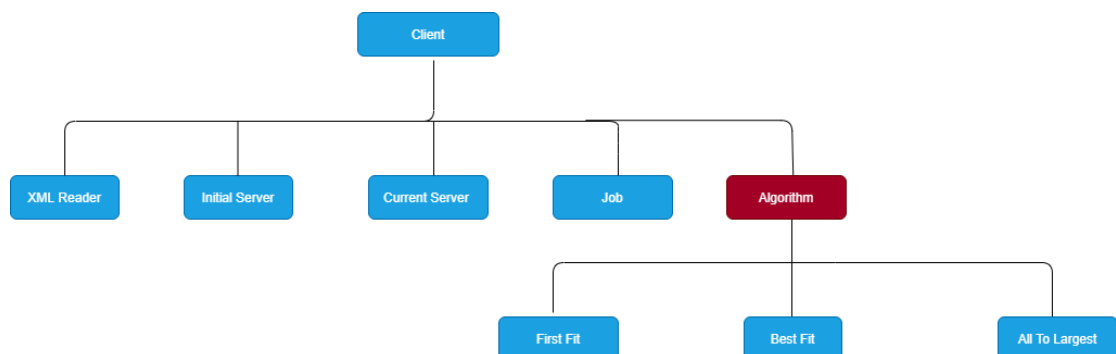 Client
XML Reader
Initial Server
Current Server
Job
Algorithm
First Fit
Best Fit
All To Largest